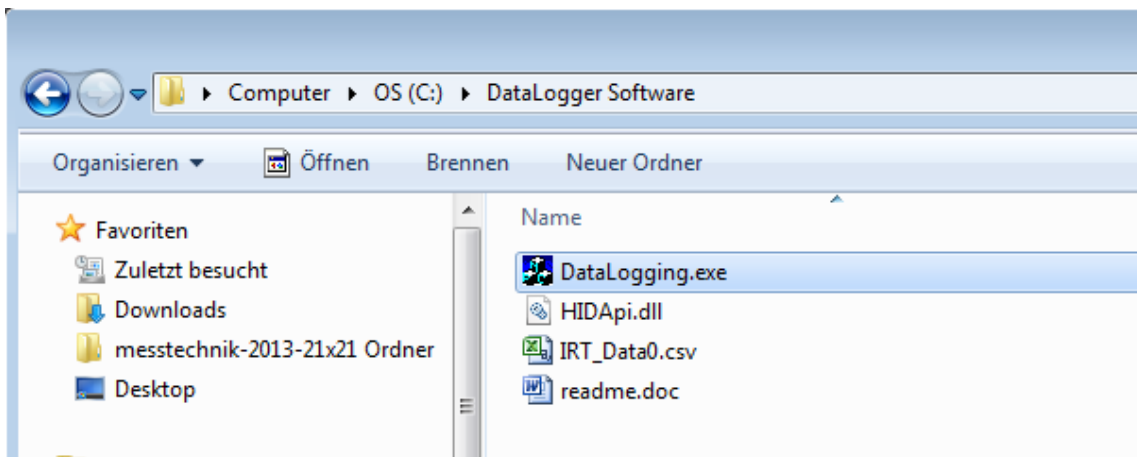 Computer ▸ OS (C:) ▸ DataLogger Software
Organisieren Öffnen Brennen Neuer Ordner
Favoriten
Zuletzt besucht
Downloads
messtechnik-2013-21x21 Ordner
Desktop
Name
DataLogging.exe
HIDApi.dll
IRT_Data0.csv
readme.doc